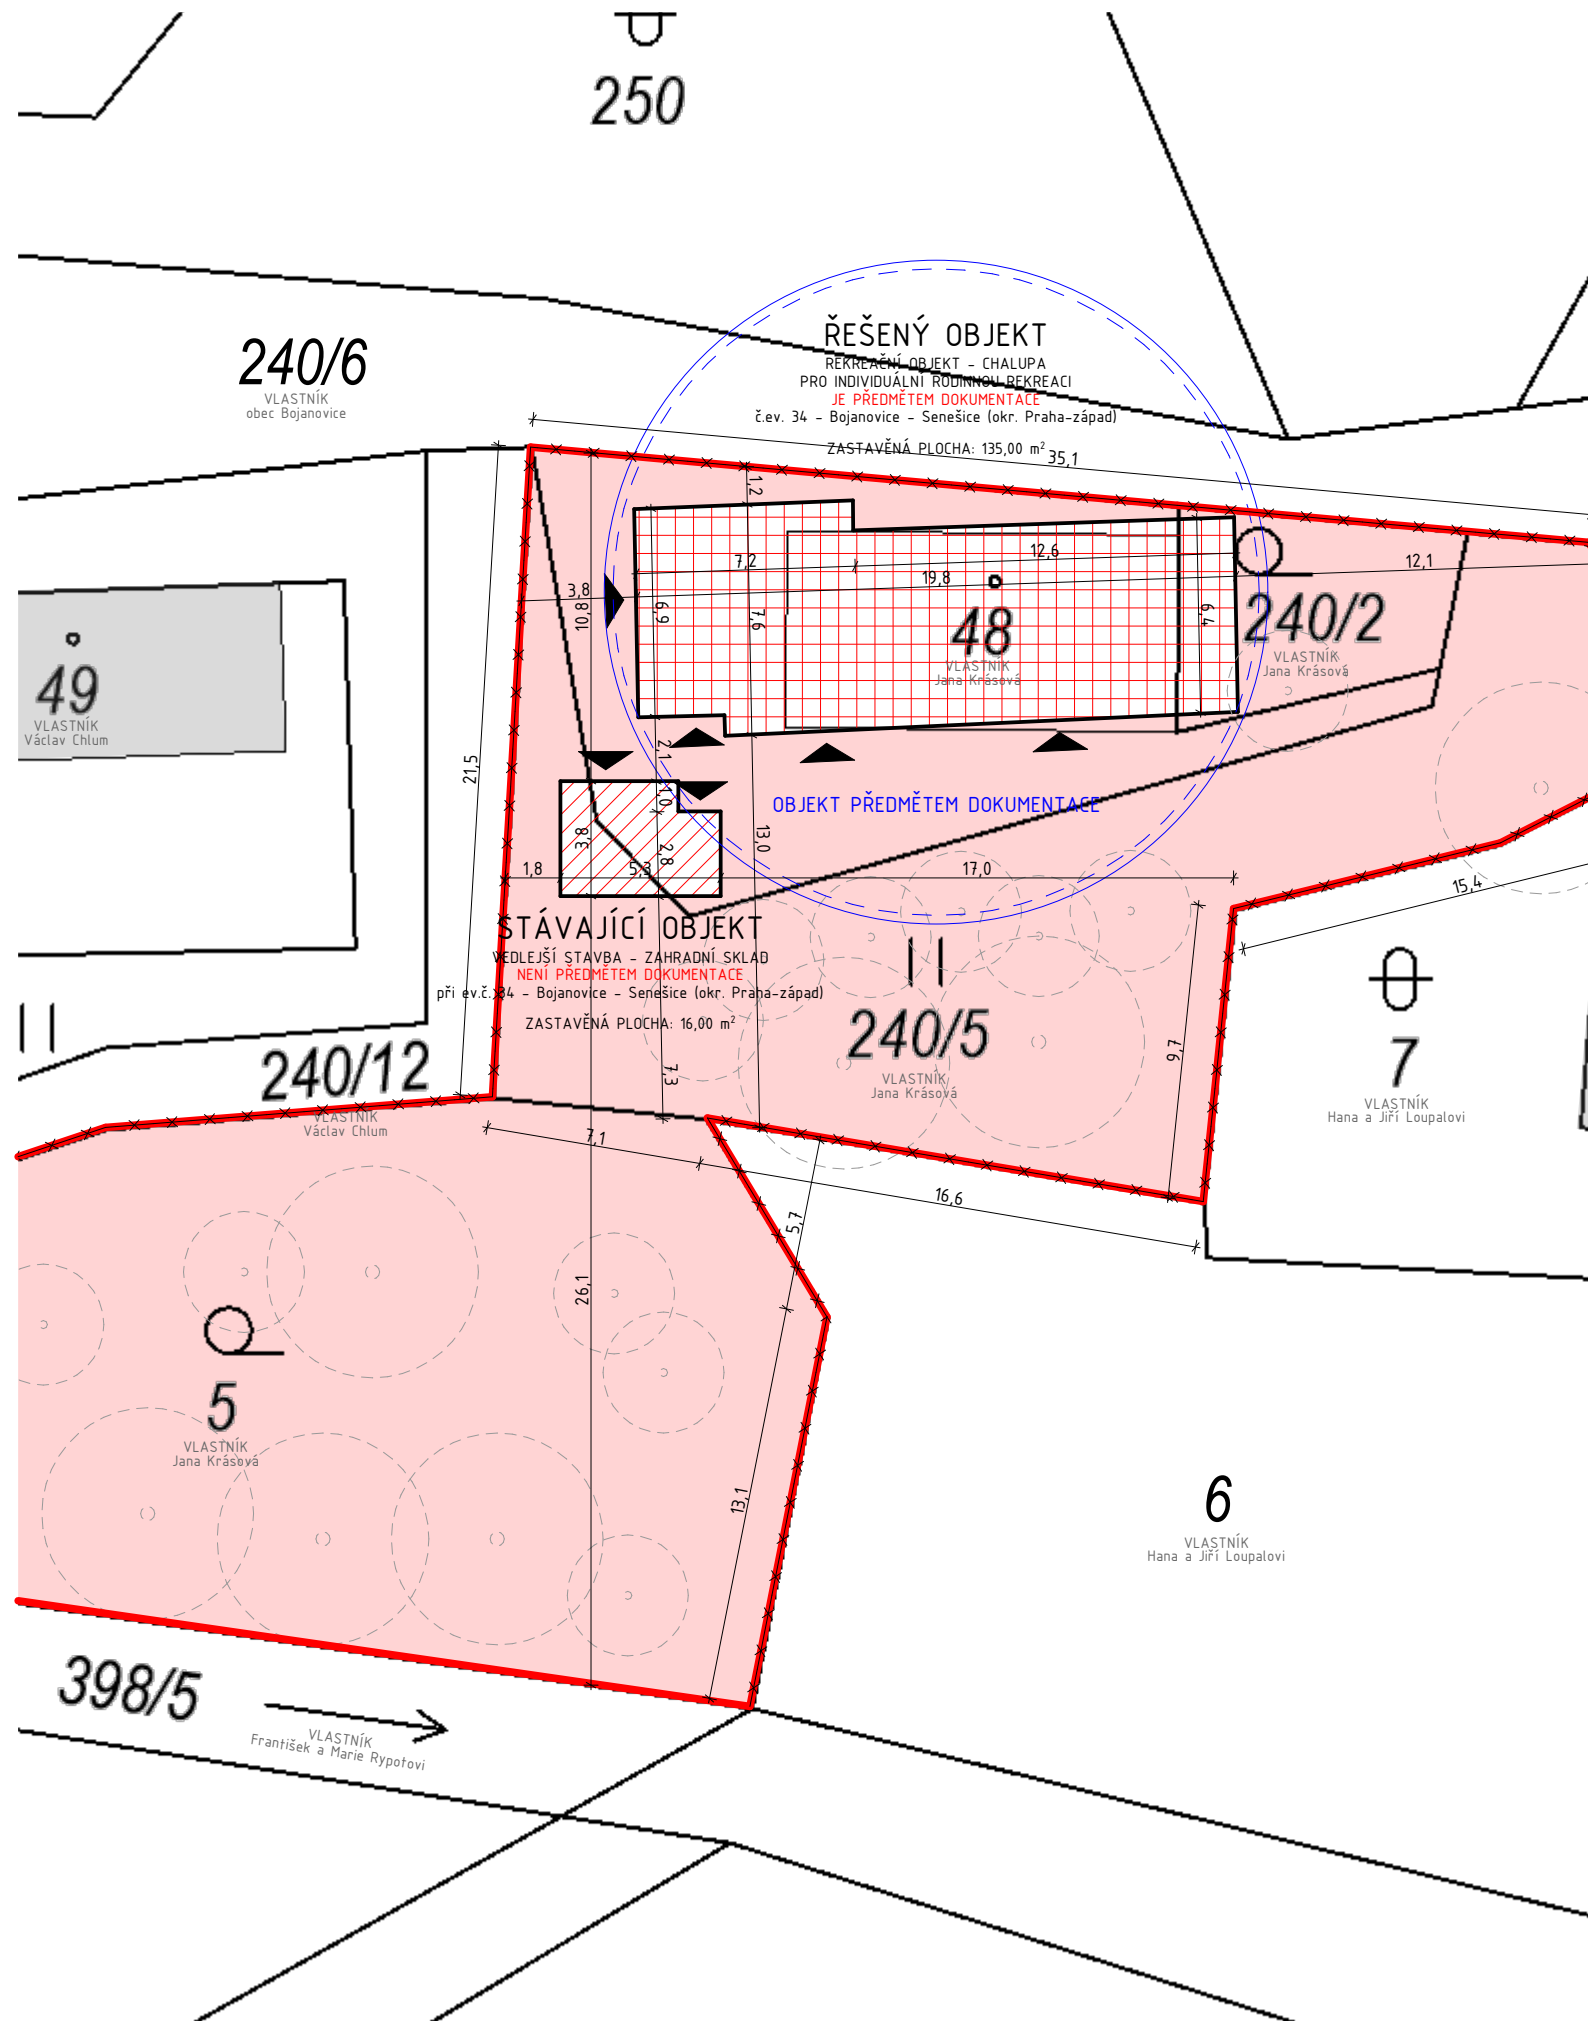 250
ŘEŠENÝ OBJEKT
REKREAČNÍ OBJEKT - CHALUPA
PRO INDIVIDUÁLNÍ RODINNOU REKREACI
JE PŘEDMĚTEM DOKUMENTACE
č.ev. 34 - Bojanovice - Senešice (okr. Praha-západ)
ZASTAVĚNÁ PLOCHA: 135,00 m²
240/6
VLASTNÍK
obec Bojanovice
35,1
1,2
7,2
12,6
19,8
12,1
3,8
10,8
6,9
7,6
6,4
48
VLASTNÍK
Jana Krásová
240/2
VLASTNÍK
Jana Krásová
49
VLASTNÍK
Václav Chlum
21,5
2,1
1,0
OBJEKT PŘEDMĚTEM DOKUMENTACE
3,8
2,8
13,0
1,8
5,3
17,0
15,4
STÁVAJÍCÍ OBJEKT
VEDLEJŠÍ STAVBA - ZAHRADNÍ SKLAD
NENÍ PŘEDMĚTEM DOKUMENTACE
při ev.č. 34 - Bojanovice - Senešice (okr. Praha-západ)
ZASTAVĚNÁ PLOCHA: 16,00 m²
240/5
VLASTNÍK
Jana Krásová
9,7
7
VLASTNÍK
Hana a Jiří Loupalovi
240/12
VLASTNÍK
Václav Chlum
7,3
7,1
16,6
5,7
26,1
5
VLASTNÍK
Jana Krásová
13,1
6
VLASTNÍK
Hana a Jiří Loupalovi
398/5
VLASTNÍK
František a Marie Rypotovi